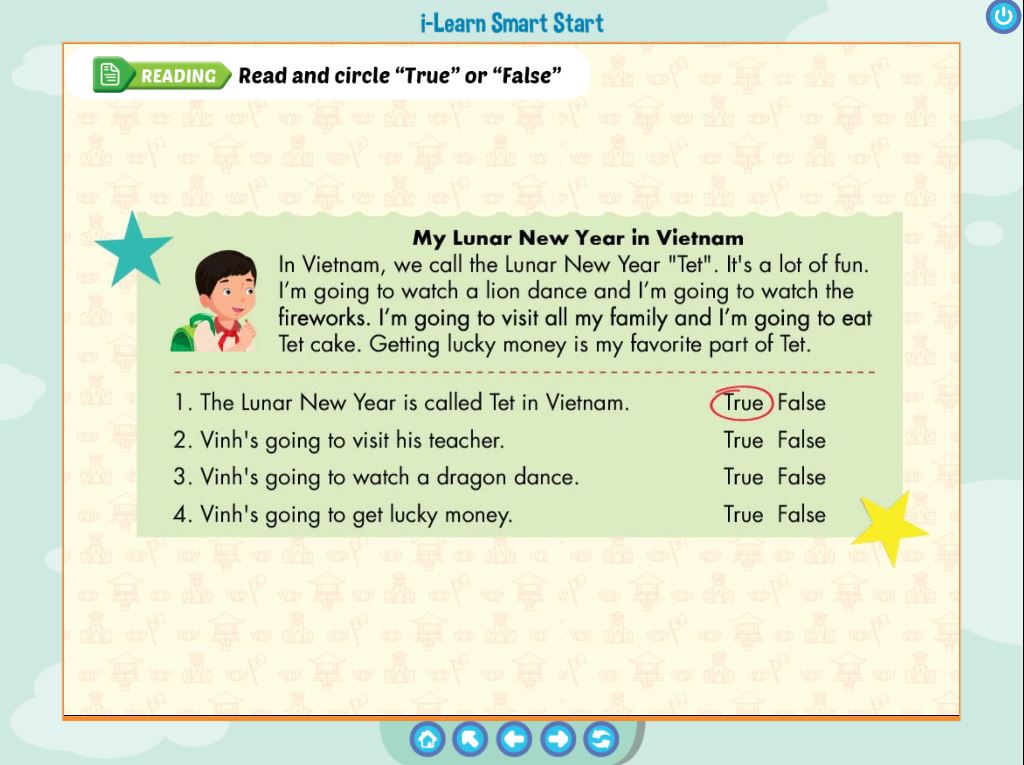 i-Learn Smart Start
READING Read and circle “True” or “False”
My Lunar New Year in Vietnam
In Vietnam, we call the Lunar New Year "Tet". It's a lot of fun.
I’m going to watch a lion dance and I’m going to watch the
fireworks. I’m going to visit all my family and I’m going to eat
Tet cake. Getting lucky money is my favorite part of Tet.
1. The Lunar New Year is called Tet in Vietnam. True False
2. Vinh's going to visit his teacher. True False
3. Vinh's going to watch a dragon dance. True False
4. Vinh's going to get lucky money. True False